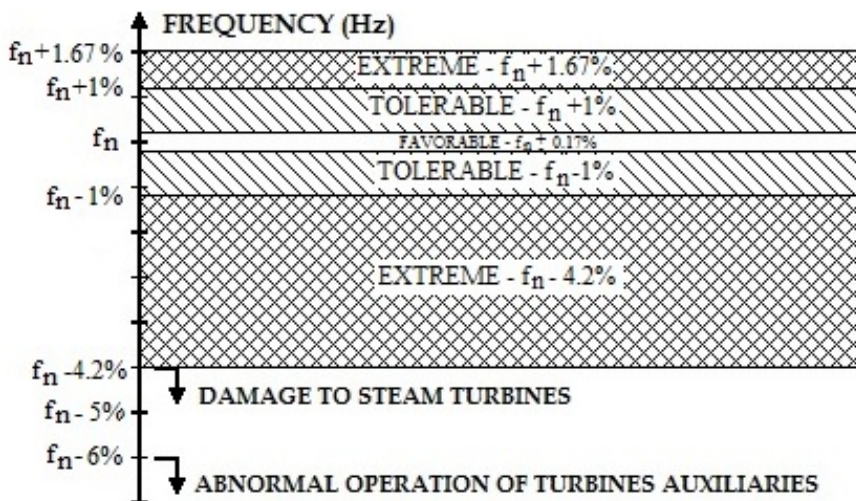 FREQUENCY (Hz)
fn+1.67%
EXTREME - fn+1.67%
fn+1%
TOLERABLE - fn+1%
fn
FAVORABLE - fn ± 0.17%
TOLERABLE - fn-1%
fn-1%
EXTREME - fn- 4.2%
fn-4.2%
DAMAGE TO STEAM TURBINES
fn- 5%
fn-6%
ABNORMAL OPERATION OF TURBINES AUXILIARIES